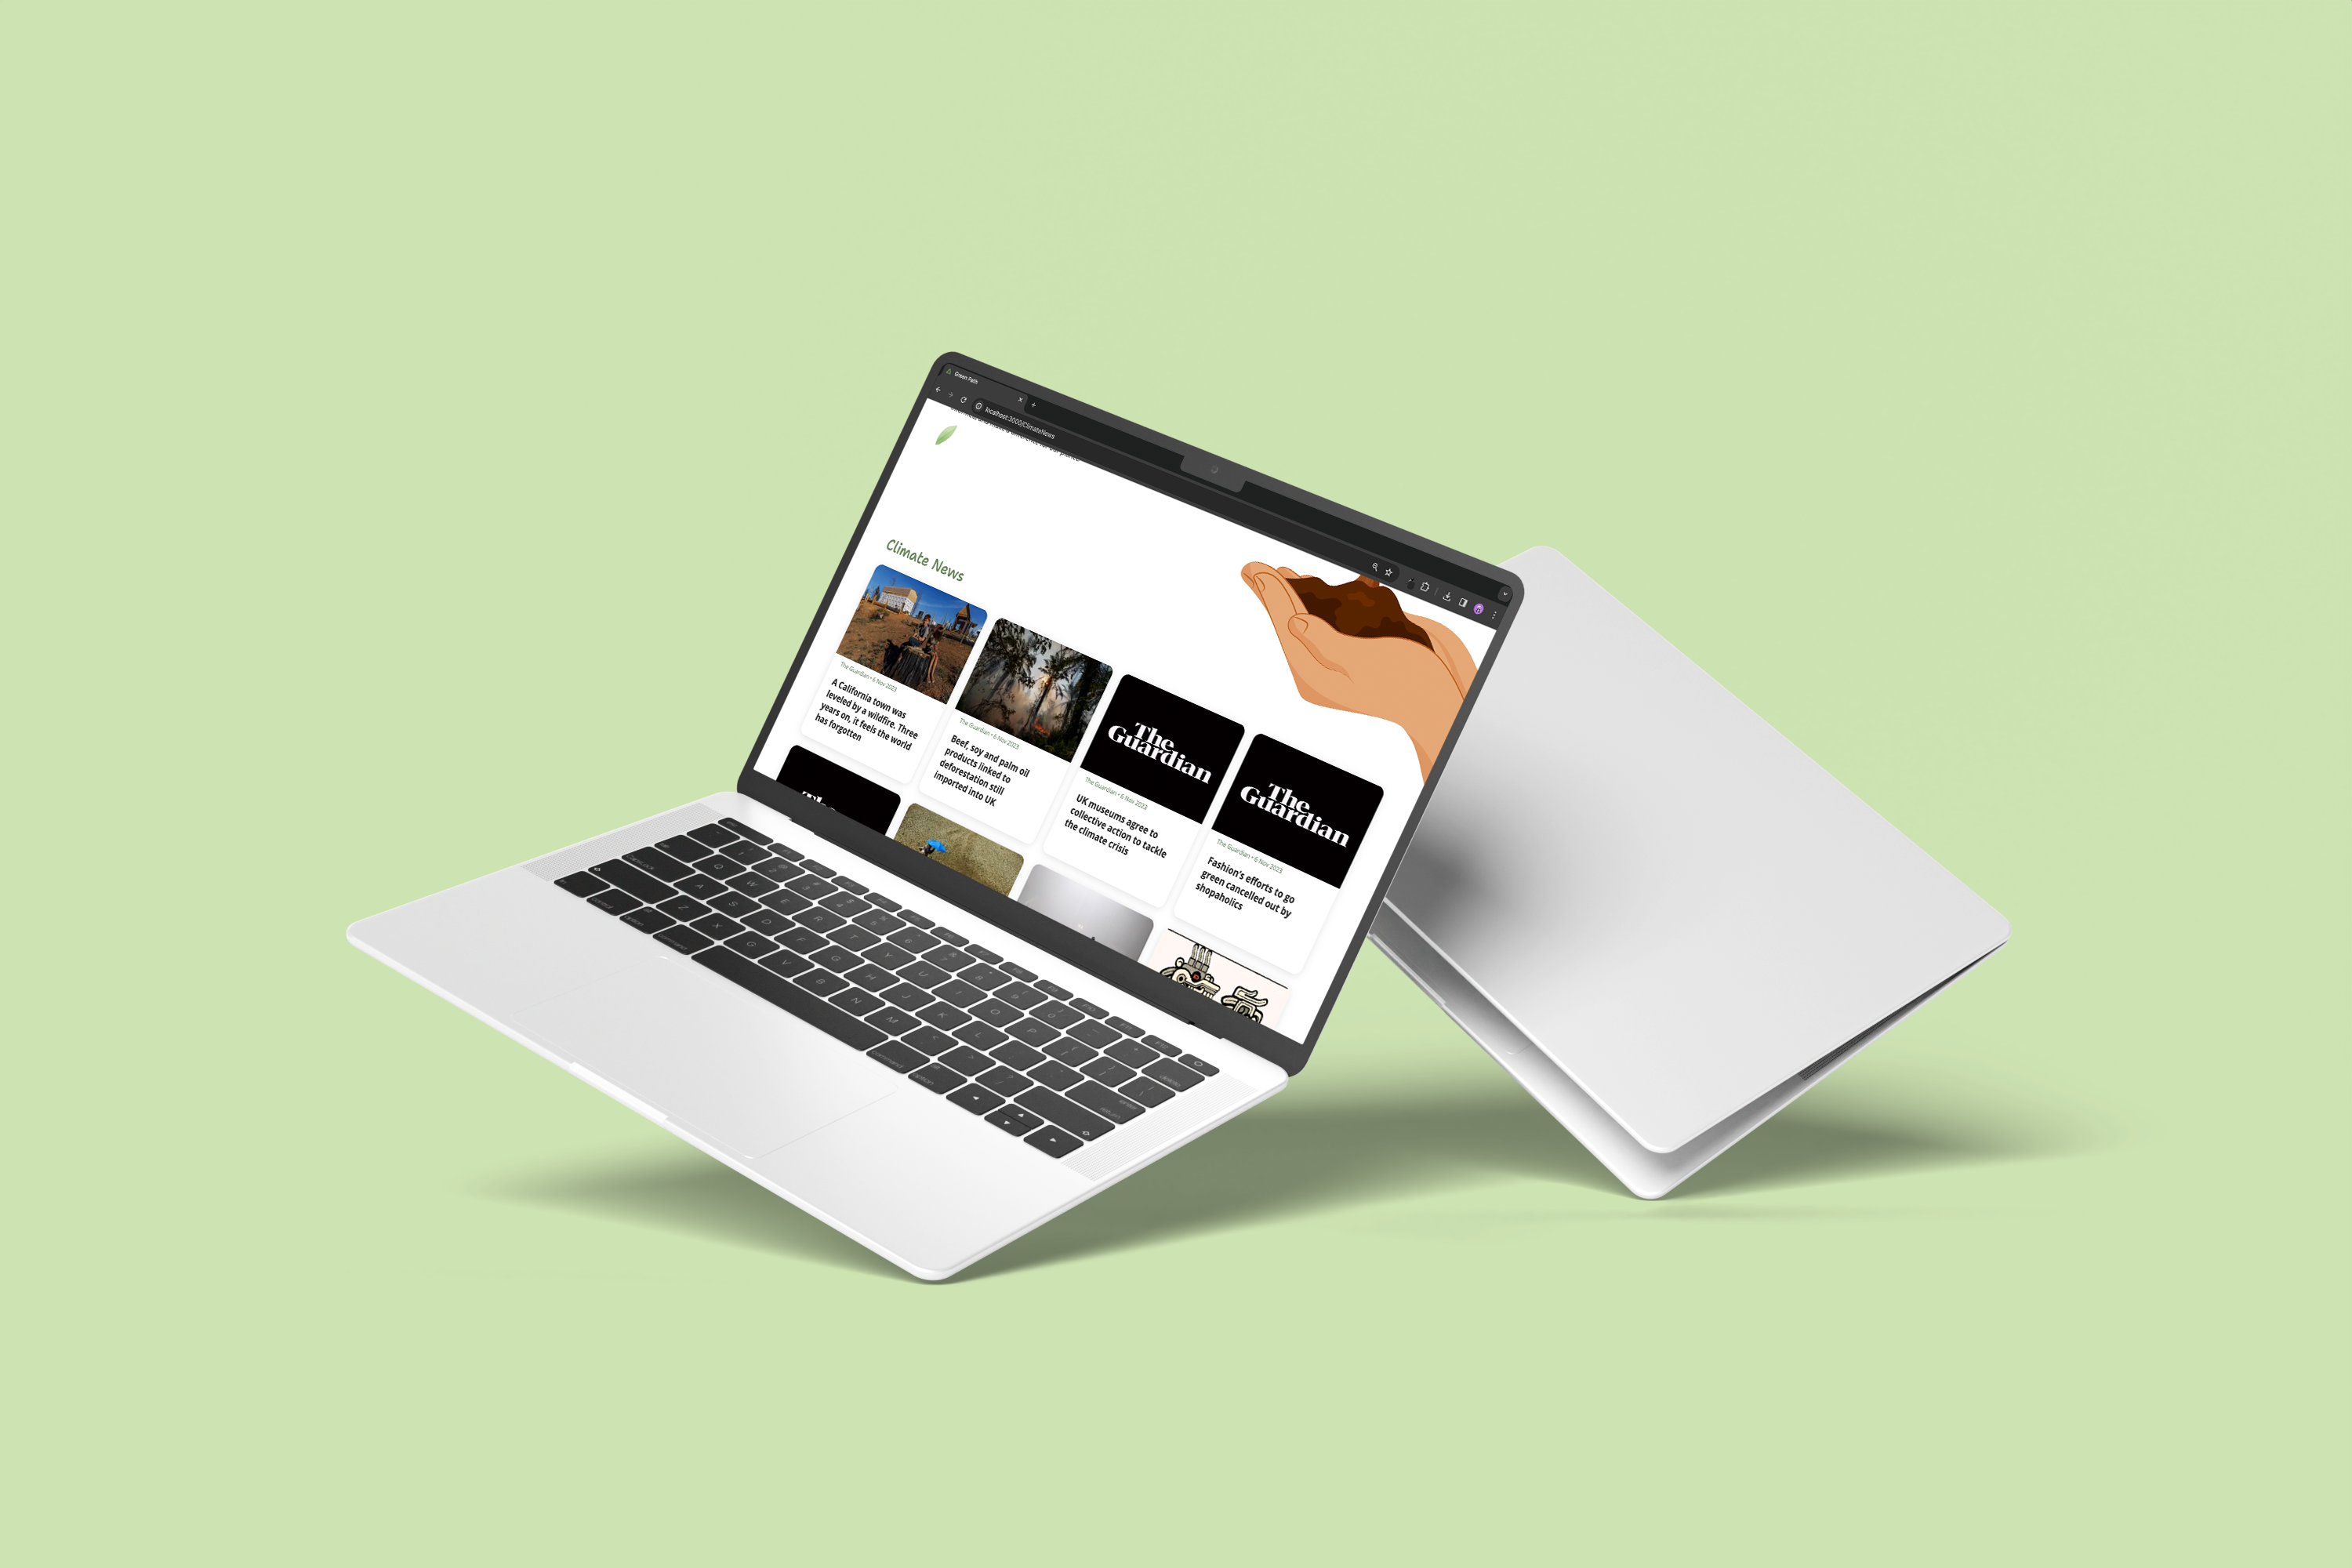 Green Path
localhost:3000/ClimateNews
Climate News
The Guardian • 6 Nov 2023
A California town was
leveled by a wildfire. Three
years on, it feels the world
has forgotten
The Guardian • 6 Nov 2023
Beef, soy and palm oil
products linked to
deforestation still
imported into UK
The
Guardian
The Guardian • 6 Nov 2023
UK museums agree to
collective action to tackle
the climate crisis
The
Guardian
The Guardian • 6 Nov 2023
Fashion's efforts to go
green cancelled out by
shopaholics
The
Q W E R T Y U I O P
A S D F G H J K L
Z X C V B N M
command
command
option